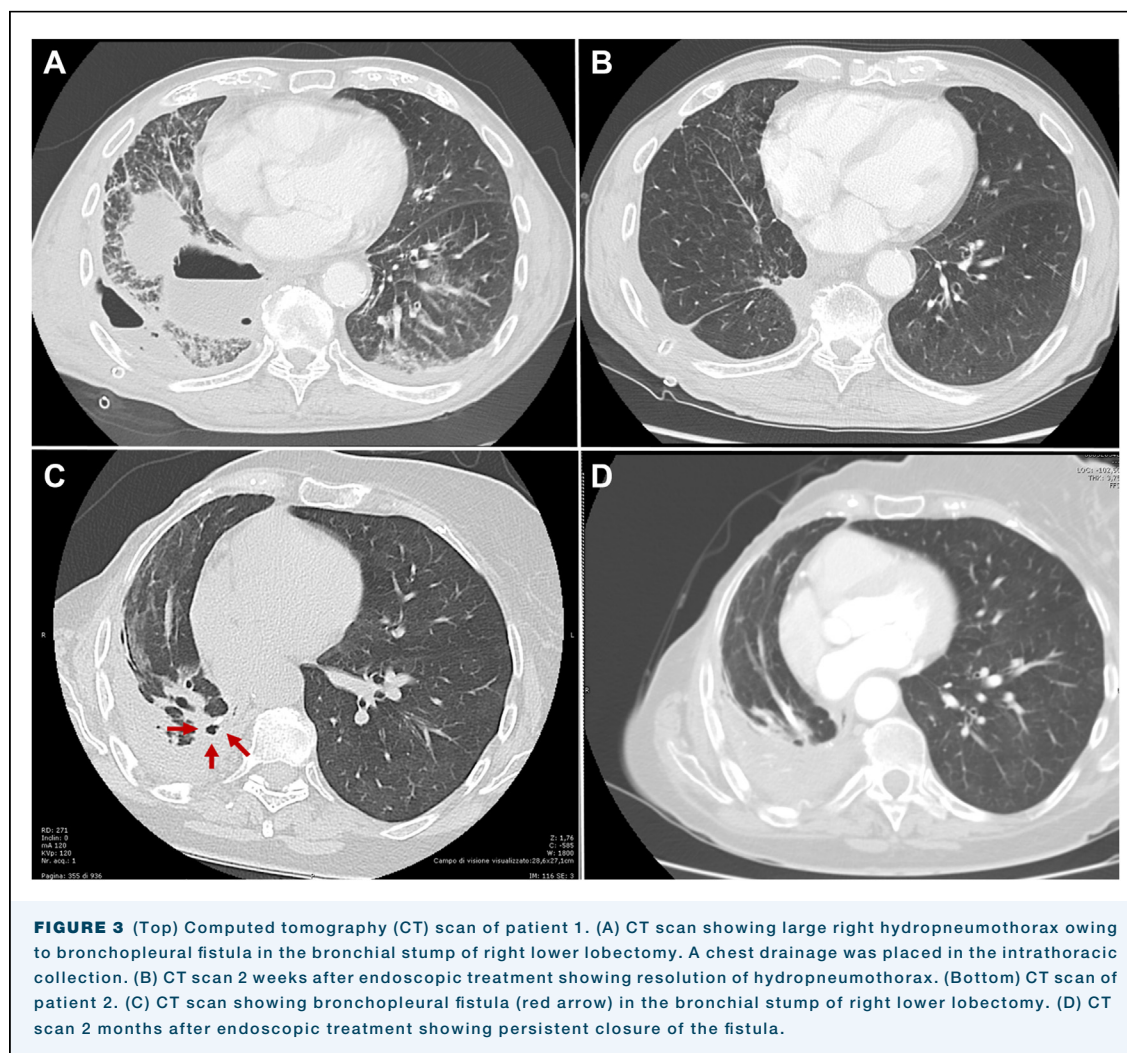 A
B
C
D
LOC: -102,50
R
L
RD: 271
Inclin: 0
mA 120
KVp: 120
Nr. acq.: 1
Pagina: 355 di 936
Z: 1,76
C: -585
W: 1800
Campo di visione visualizzato:28,6x27,1cm
IM: 116 SE: 3
FIGURE 3 (Top) Computed tomography (CT) scan of patient 1. (A) CT scan showing large right hydropneumothorax owing
to bronchopleural fistula in the bronchial stump of right lower lobectomy. A chest drainage was placed in the intrathoracic
collection. (B) CT scan 2 weeks after endoscopic treatment showing resolution of hydropneumothorax. (Bottom) CT scan of
patient 2. (C) CT scan showing bronchopleural fistula (red arrow) in the bronchial stump of right lower lobectomy. (D) CT
scan 2 months after endoscopic treatment showing persistent closure of the fistula.